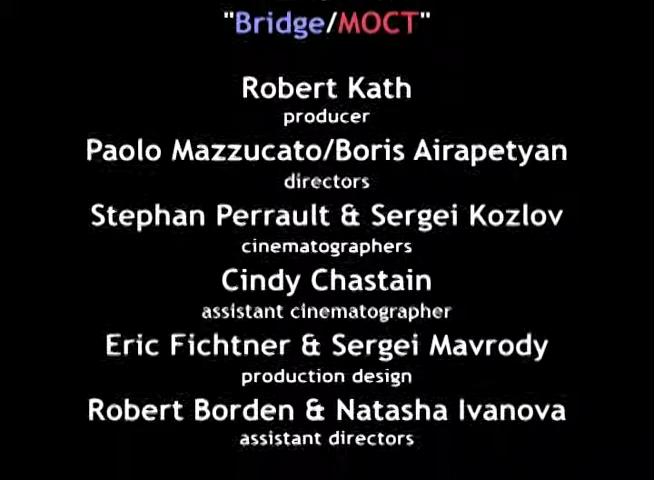 "Bridge/МОСТ"
Robert Kath
producer
Paolo Mazzucato/Boris Airapetyan
directors
Stephan Perrault & Sergei Kozlov
cinematographers
Cindy Chastain
assistant cinematographer
Eric Fichtner & Sergei Mavrody
production design
Robert Borden & Natasha Ivanova
assistant directors